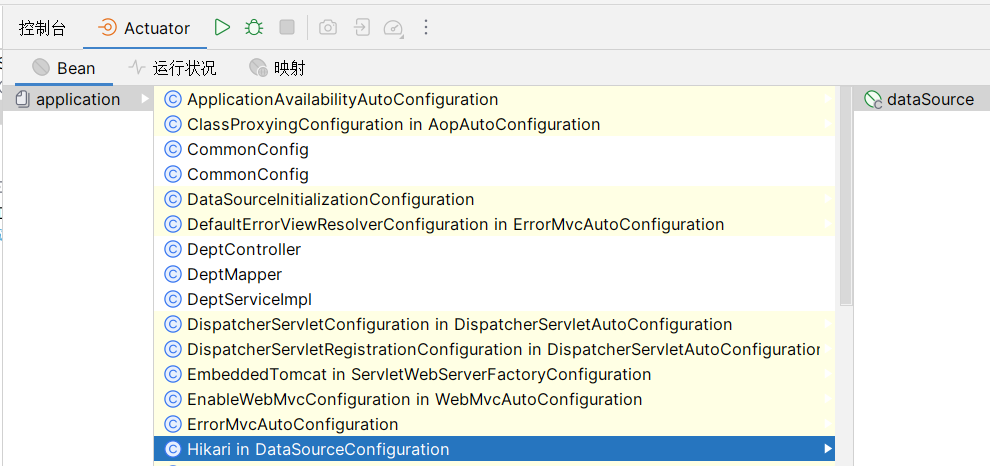 控制台 Actuator
Bean 运行状况 映射
application
ApplicationAvailabilityAutoConfiguration
ClassProxyingConfiguration in AopAutoConfiguration
CommonConfig
CommonConfig
DataSourceInitializationConfiguration
DefaultErrorViewResolverConfiguration in ErrorMvcAutoConfiguration
DeptController
DeptMapper
DeptServiceImpl
DispatcherServletConfiguration in DispatcherServletAutoConfiguration
DispatcherServletRegistrationConfiguration in DispatcherServletAutoConfiguration
EmbeddedTomcat in ServletWebServerFactoryConfiguration
EnableWebMvcConfiguration in WebMvcAutoConfiguration
ErrorMvcAutoConfiguration
Hikari in DataSourceConfiguration
dataSource